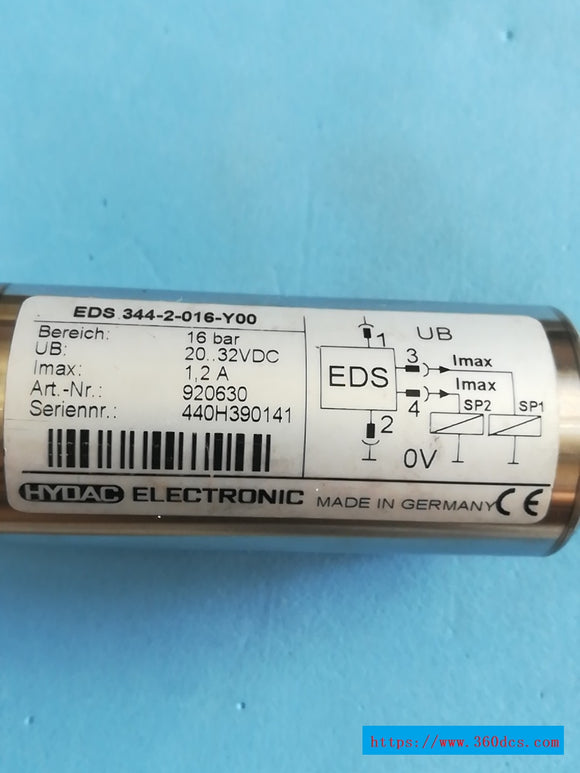 EDS 344-2-016-Y00
Bereich: 16 bar
UB: 20..32VDC
Imax: 1,2 A
Art.-Nr.: 920630
Seriennr.: 440H390141
UB
1
3
Imax
EDS
Imax
4
SP2
SP1
2
0V
HYDAC ELECTRONIC MADE IN GERMANY CE
https://www.360dcs.com